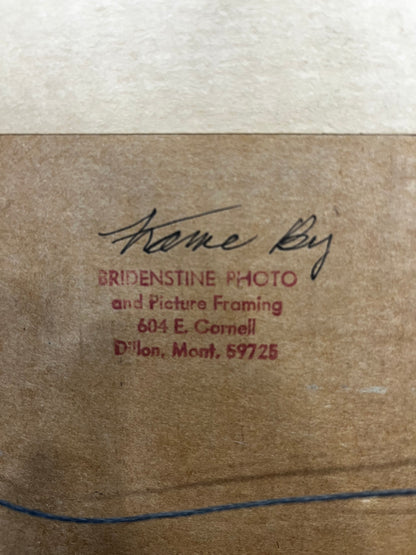 Frame By
BRIDENSTINE PHOTO
and Picture Framing
604 E. Cornell
Dillon, Mont. 59725